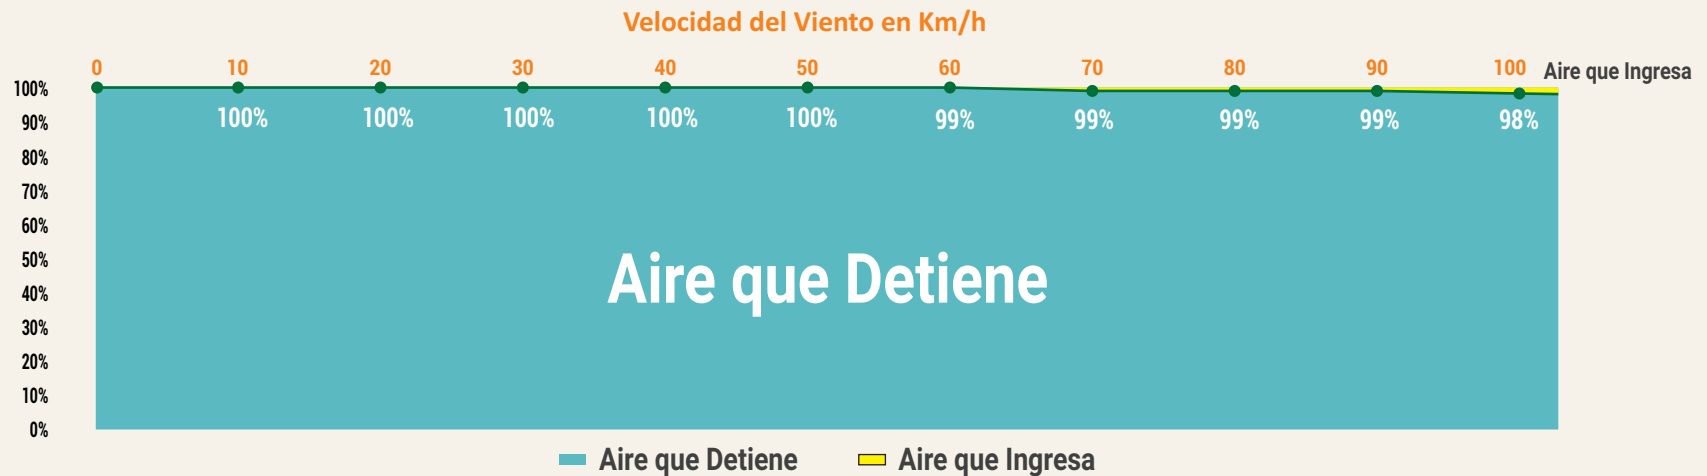 Velocidad del Viento en Km/h
0 10 20 30 40 50 60 70 80 90 100 Aire que Ingresa
100%
100% 100% 100% 100% 100% 99% 99% 99% 99% 98%
90%
80%
70%
60%
50%
Aire que Detiene
40%
30%
20%
10%
0%
Aire que Detiene Aire que Ingresa